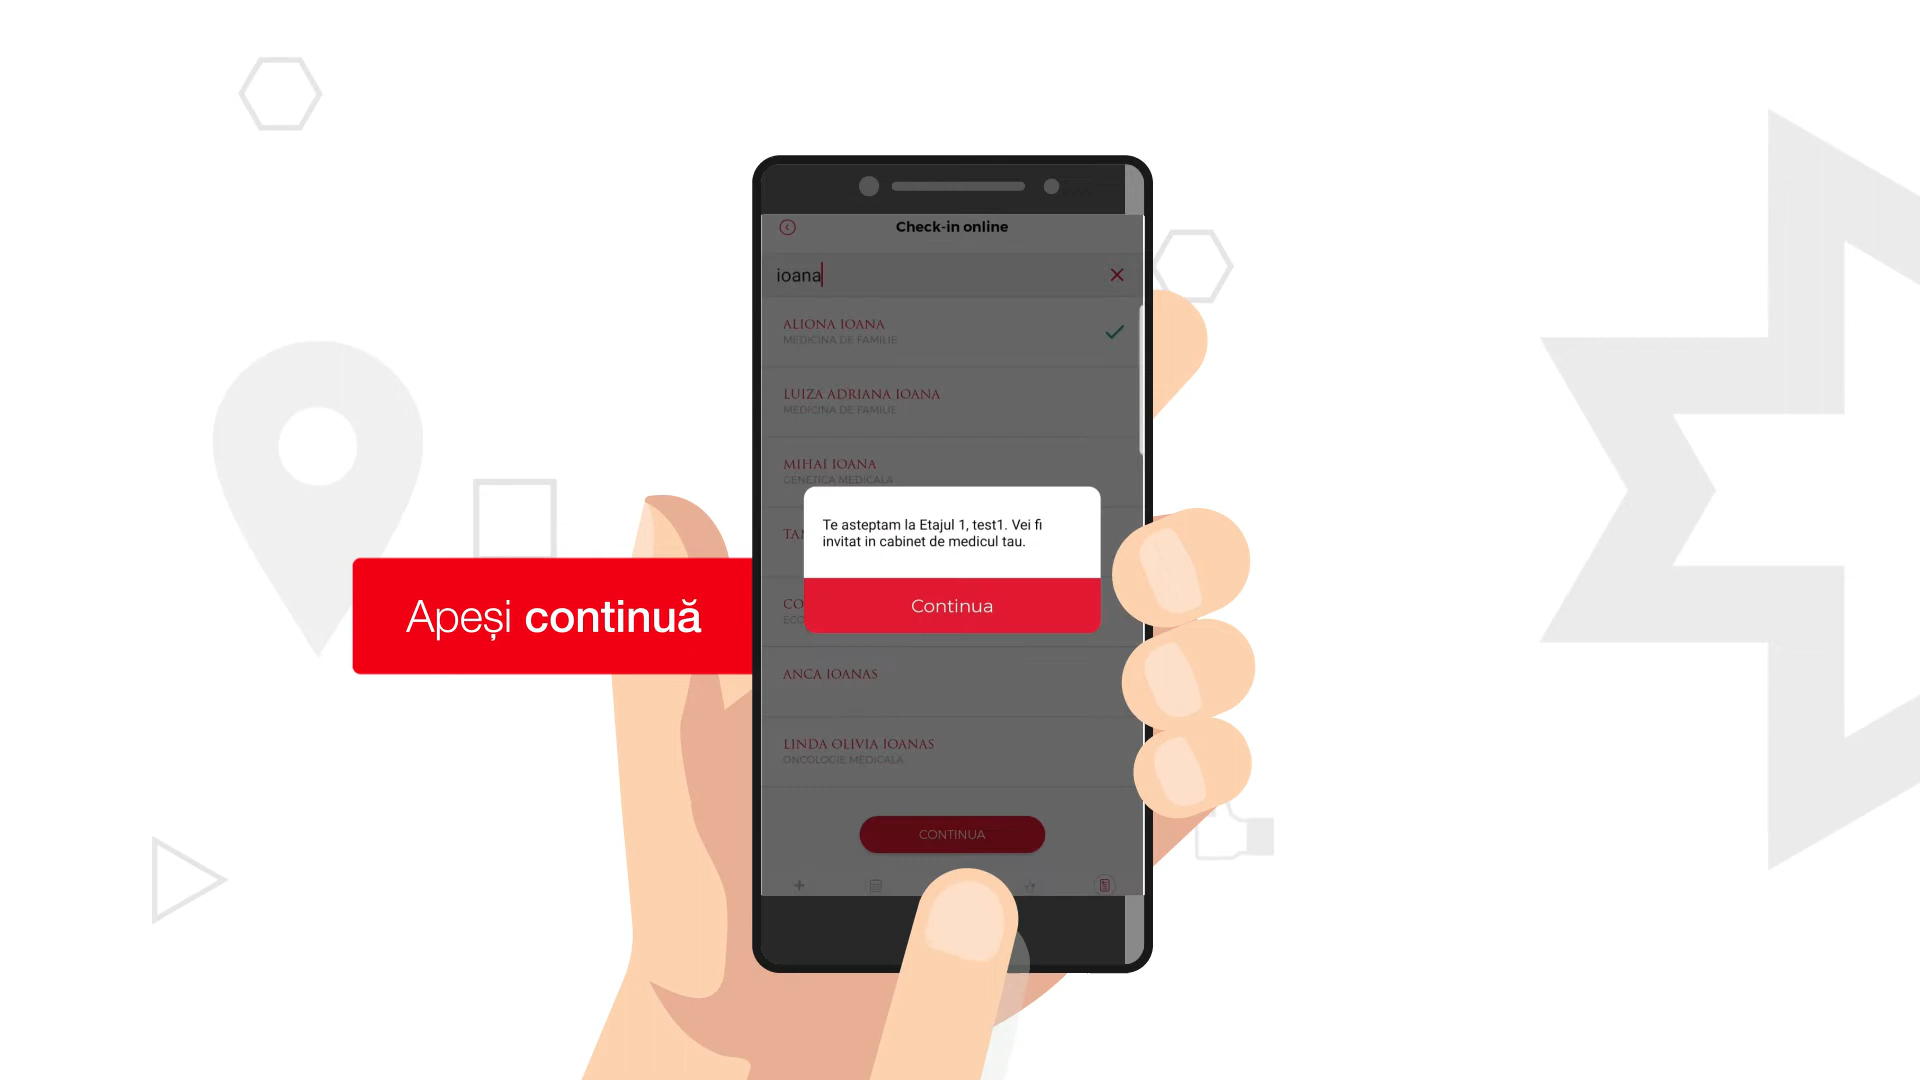 Check-in online
ioana
ALIONA IOANA
MEDICINA DE FAMILIE
LUIZA ADRIANA IOANA
MEDICINA DE FAMILIE
MIHAI IOANA
GENETICA MEDICALA
Te asteptam la Etajul 1, test1. Vei fi
invitat in cabinet de medicul tau.
Continua
Apeși continuă
ANCA IOANAS
LINDA OLIVIA IOANAS
ONCOLOGIE MEDICALA
CONTINUA